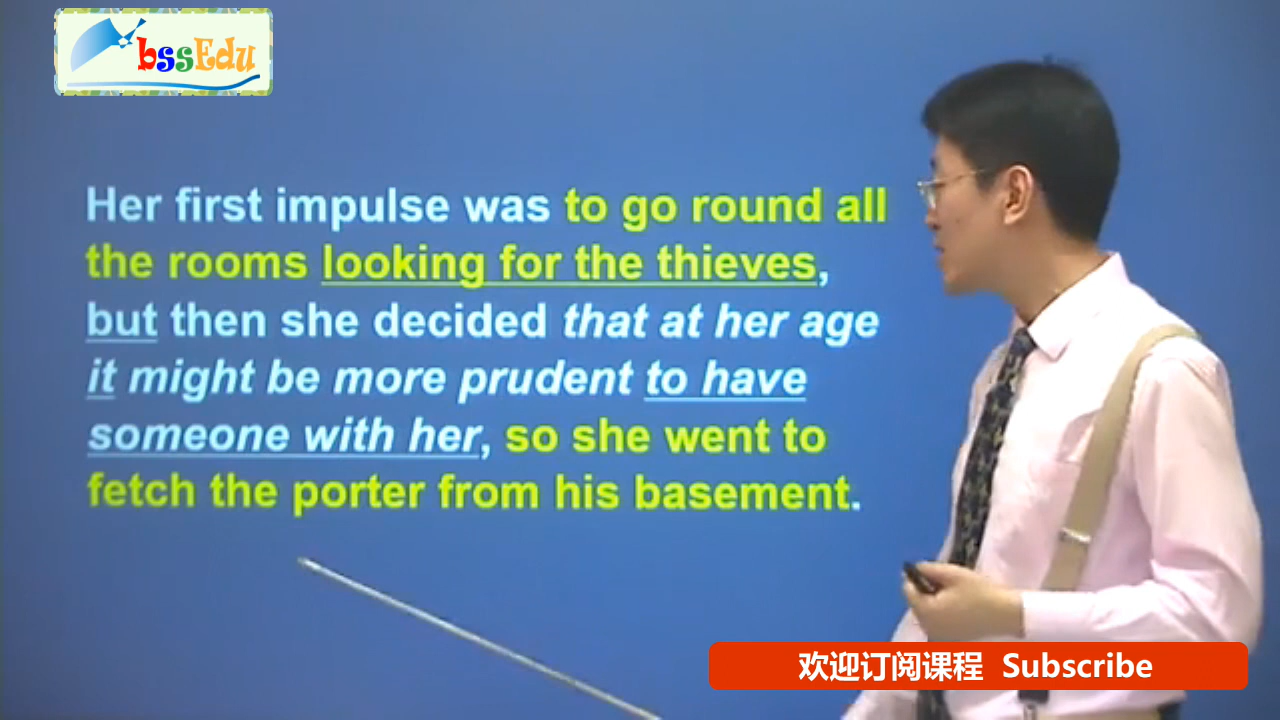 bssEdu
Her first impulse was to go round all
the rooms looking for the thieves,
but then she decided that at her age
it might be more prudent to have
someone with her, so she went to
fetch the porter from his basement.
欢迎订阅课程 Subscribe